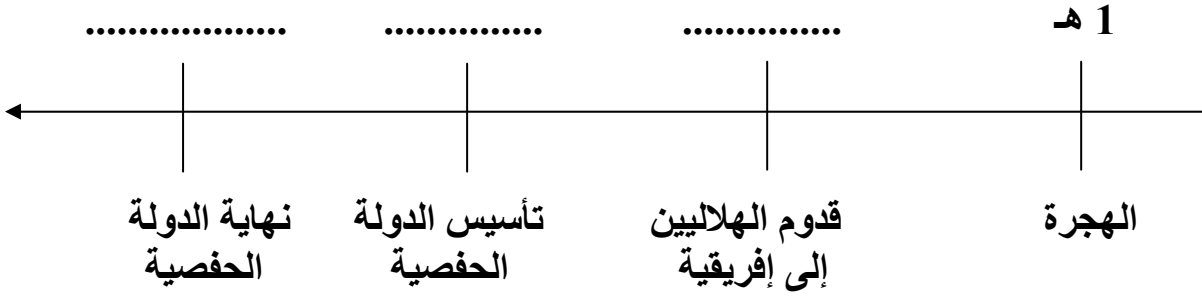 1 هـ ............... ............... ...................
الهجرة قدوم الهلاليين تأسيس الدولة نهاية الدولة
إلى إفريقية الحفصية الحفصية